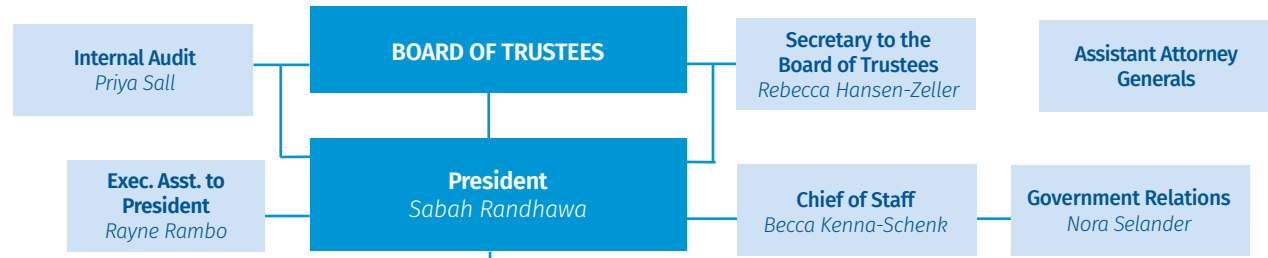 Internal Audit
Priya Sall
BOARD OF TRUSTEES
Secretary to the
Board of Trustees
Rebecca Hansen-Zeller
Assistant Attorney
Generals
Exec. Asst. to
President
Rayne Rambo
President
Sabah Randhawa
Chief of Staff
Becca Kenna-Schenk
Government Relations
Nora Selander